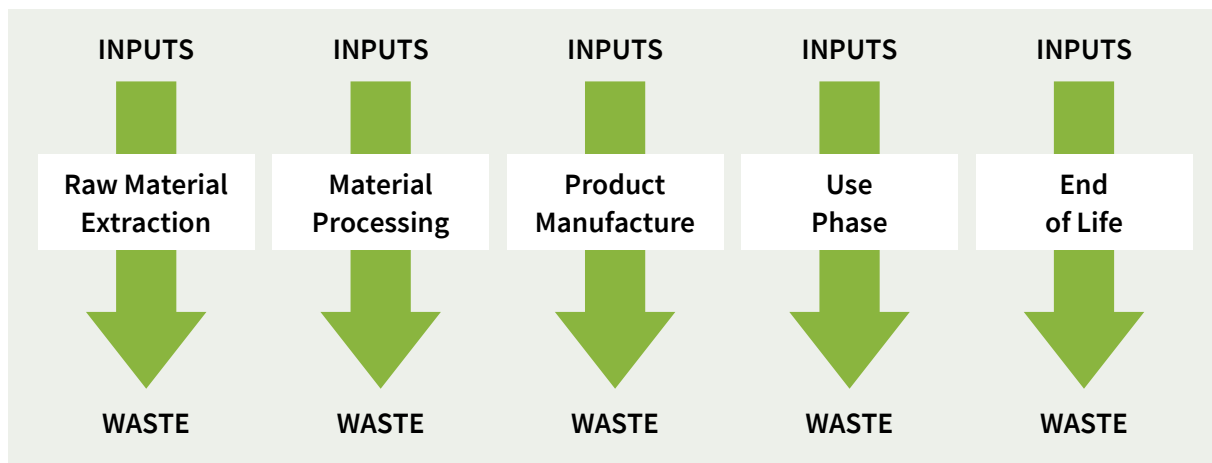 INPUTS INPUTS INPUTS INPUTS INPUTS
Raw Material Material Product Use End
Extraction Processing Manufacture Phase of Life
WASTE WASTE WASTE WASTE WASTE